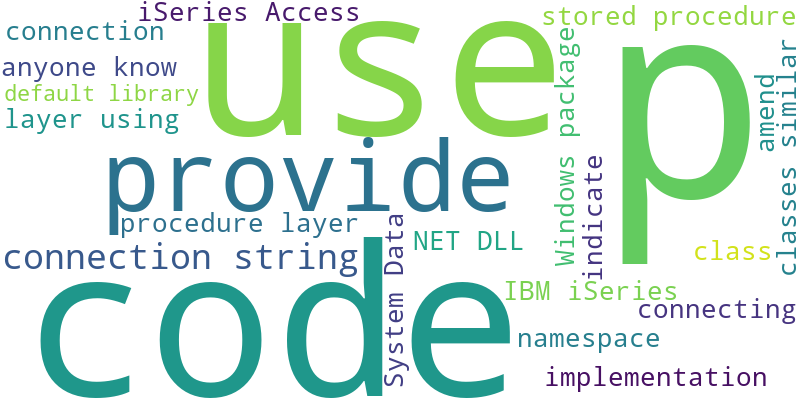 iSeries Access
stored procedure
connection
use
p
anyone know
default library
layer using
Windows package
amend
classes similar
provide
indicate
procedure layer
System Data
NET DLL
connection string
class
code
IBM iSeries
connecting
namespace
implementation